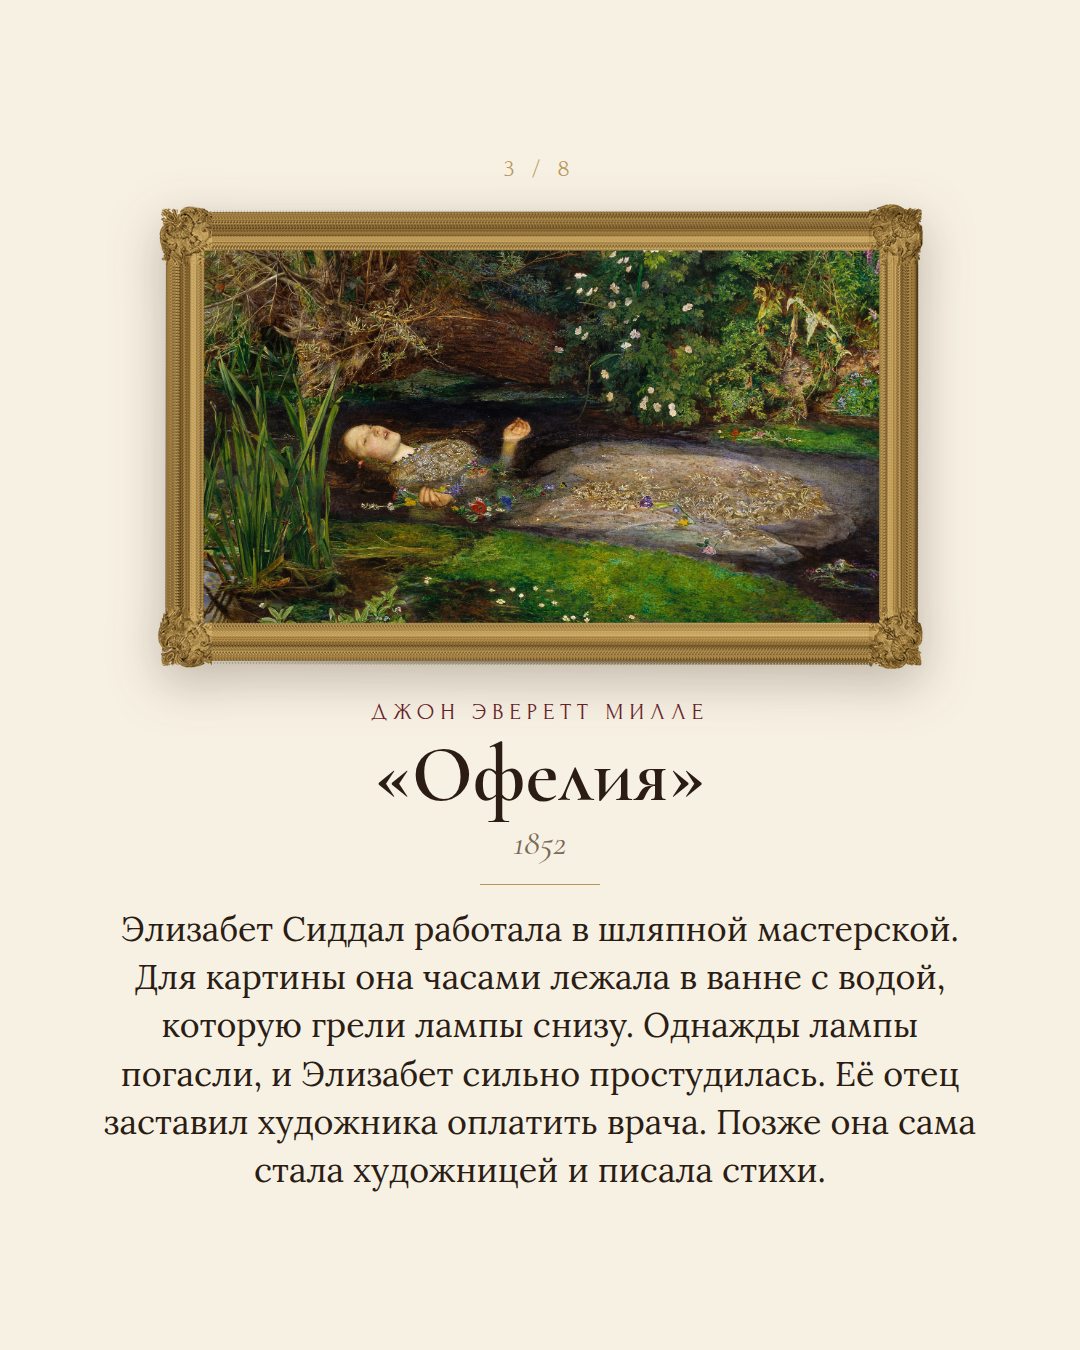 3 / 8
ДЖОН ЭВЕРЕТТ МИЛЛЕ
«Офелия»
1852
Элизабет Сиддал работала в шляпной мастерской.
Для картины она часами лежала в ванне с водой,
которую грели лампы снизу. Однажды лампы
погасли, и Элизабет сильно простудилась. Её отец
заставил художника оплатить врача. Позже она сама
стала художницей и писала стихи.